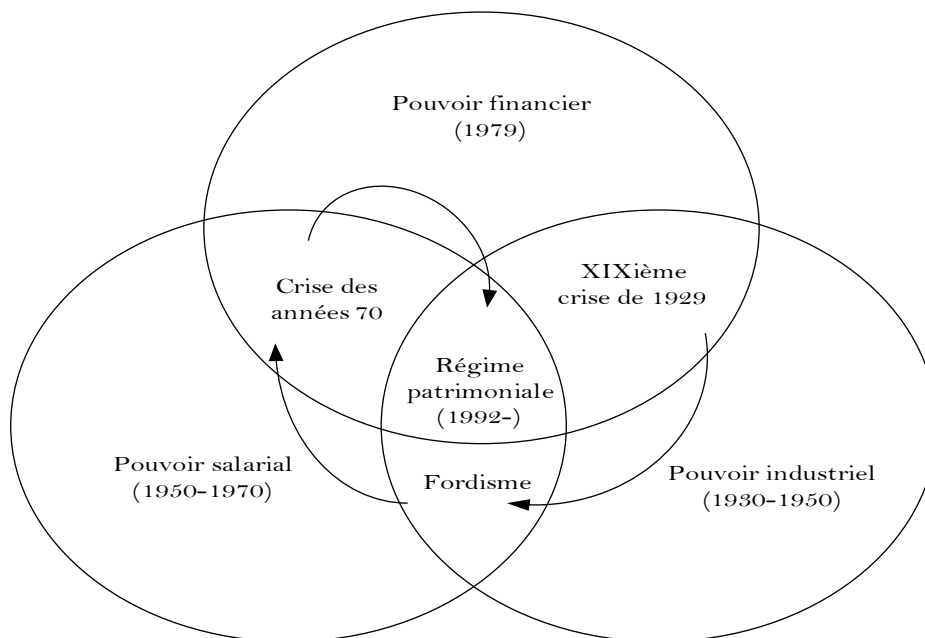 Pouvoir financier
(1979)
XIXième
crise de 1929
Crise des
années 70
Régime
patrimoniale
(1992-)
Pouvoir salarial
(1950-1970)
Fordisme
Pouvoir industriel
(1930-1950)